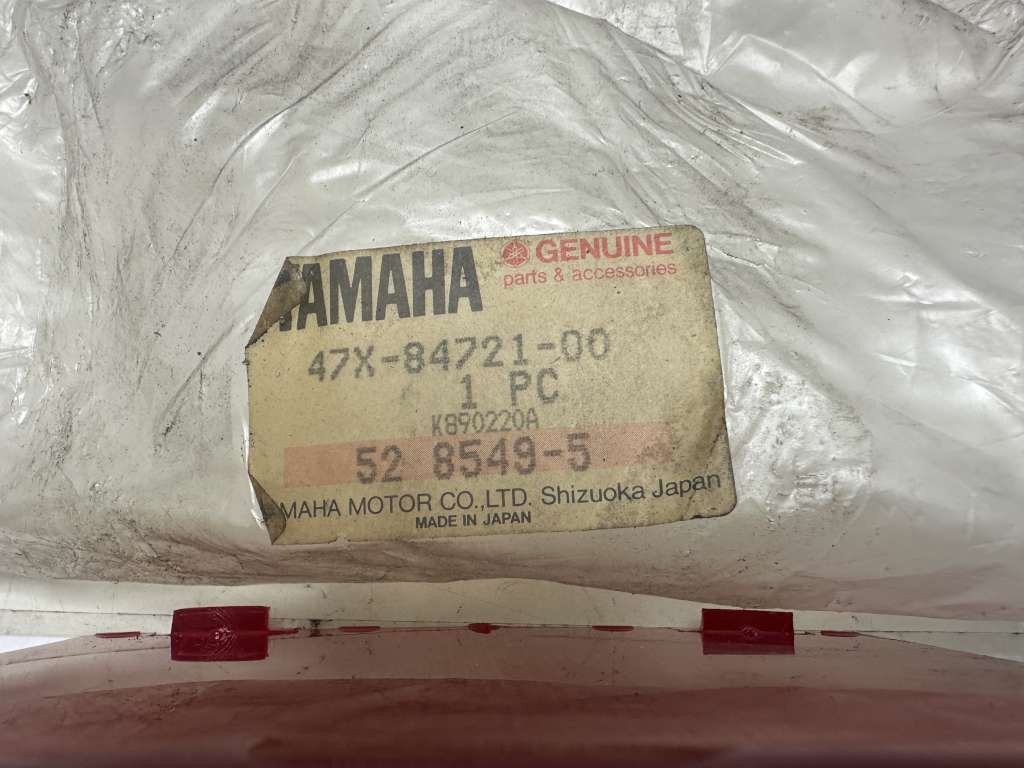 YAMAHA
GENUINE
parts & accessories
47X-84721-00
1 PC
K890220A
52 8549-5
MAHA MOTOR CO.,LTD. Shizuoka Japan
MADE IN JAPAN